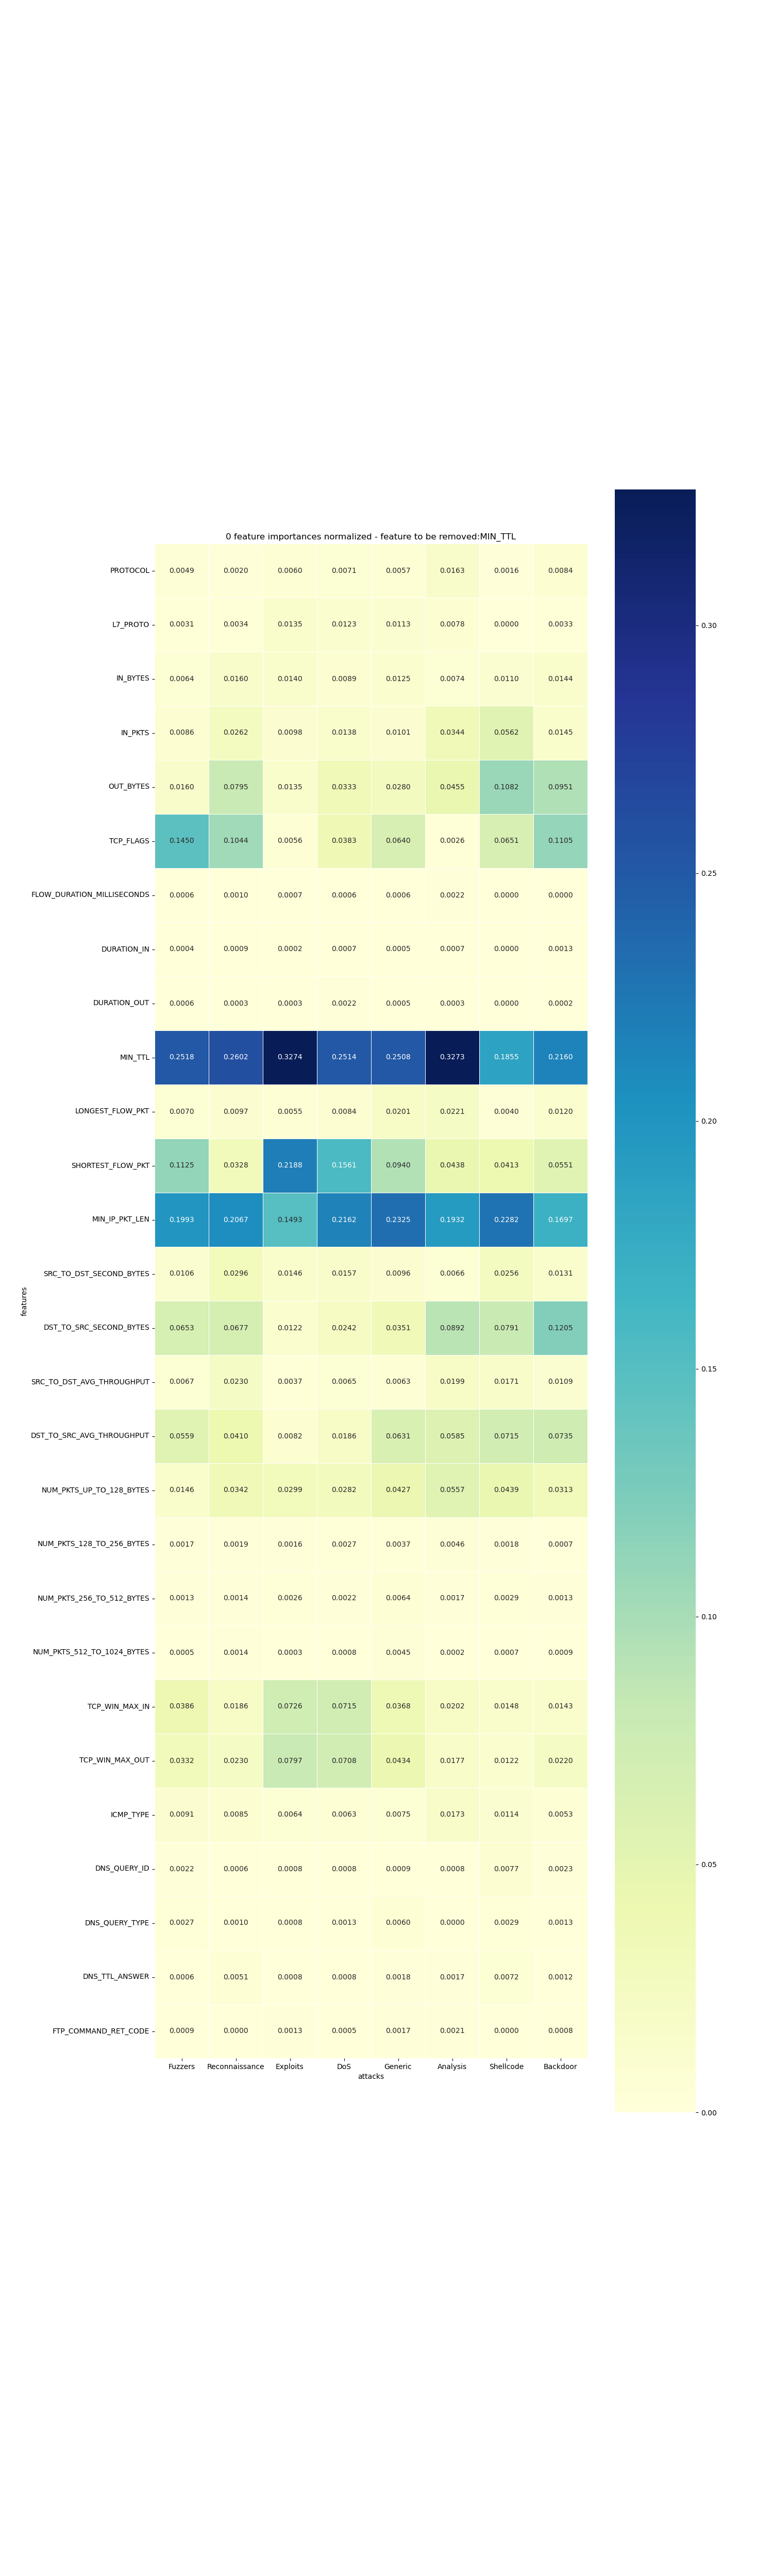 0 feature importances normalized - feature to be removed:MIN_TTL
PROTOCOL 0.0049 0.0020 0.0060 0.0071 0.0057 0.0163 0.0016 0.0084
L7_PROTO 0.0031 0.0034 0.0135 0.0123 0.0113 0.0078 0.0000 0.0033
IN_BYTES 0.0064 0.0160 0.0140 0.0089 0.0125 0.0074 0.0110 0.0144
IN_PKTS 0.0086 0.0262 0.0098 0.0138 0.0101 0.0344 0.0562 0.0145
OUT_BYTES 0.0160 0.0795 0.0135 0.0333 0.0280 0.0455 0.1082 0.0951
TCP_FLAGS 0.1450 0.1044 0.0056 0.0383 0.0640 0.0026 0.0651 0.1105
FLOW_DURATION_MILLISECONDS 0.0006 0.0010 0.0007 0.0006 0.0006 0.0022 0.0000 0.0000
DURATION_IN 0.0004 0.0009 0.0002 0.0007 0.0005 0.0007 0.0000 0.0013
DURATION_OUT 0.0006 0.0003 0.0003 0.0022 0.0005 0.0003 0.0000 0.0002
MIN_TTL 0.2518 0.2602 0.3274 0.2514 0.2508 0.3273 0.1855 0.2160
LONGEST_FLOW_PKT 0.0070 0.0097 0.0055 0.0084 0.0201 0.0221 0.0040 0.0120
SHORTEST_FLOW_PKT 0.1125 0.0328 0.2188 0.1561 0.0940 0.0438 0.0413 0.0551
MIN_IP_PKT_LEN 0.1993 0.2067 0.1493 0.2162 0.2325 0.1932 0.2282 0.1697
SRC_TO_DST_SECOND_BYTES 0.0106 0.0296 0.0146 0.0157 0.0096 0.0066 0.0256 0.0131
DST_TO_SRC_SECOND_BYTES 0.0653 0.0677 0.0122 0.0242 0.0351 0.0892 0.0791 0.1205
SRC_TO_DST_AVG_THROUGHPUT 0.0067 0.0230 0.0037 0.0065 0.0063 0.0199 0.0171 0.0109
DST_TO_SRC_AVG_THROUGHPUT 0.0559 0.0410 0.0082 0.0186 0.0631 0.0585 0.0715 0.0735
NUM_PKTS_UP_TO_128_BYTES 0.0146 0.0342 0.0299 0.0282 0.0427 0.0557 0.0439 0.0313
NUM_PKTS_128_TO_256_BYTES 0.0017 0.0019 0.0016 0.0027 0.0037 0.0046 0.0018 0.0007
NUM_PKTS_256_TO_512_BYTES 0.0013 0.0014 0.0026 0.0022 0.0064 0.0017 0.0029 0.0013
NUM_PKTS_512_TO_1024_BYTES 0.0005 0.0014 0.0003 0.0008 0.0045 0.0002 0.0007 0.0009
TCP_WIN_MAX_IN 0.0386 0.0186 0.0726 0.0715 0.0368 0.0202 0.0148 0.0143
TCP_WIN_MAX_OUT 0.0332 0.0230 0.0797 0.0708 0.0434 0.0177 0.0122 0.0220
ICMP_TYPE 0.0091 0.0085 0.0064 0.0063 0.0075 0.0173 0.0114 0.0053
DNS_QUERY_ID 0.0022 0.0006 0.0008 0.0008 0.0009 0.0008 0.0077 0.0023
DNS_QUERY_TYPE 0.0027 0.0010 0.0008 0.0013 0.0060 0.0000 0.0029 0.0013
DNS_TTL_ANSWER 0.0006 0.0051 0.0008 0.0008 0.0018 0.0017 0.0072 0.0012
FTP_COMMAND_RET_CODE 0.0009 0.0000 0.0013 0.0005 0.0017 0.0021 0.0000 0.0008
Fuzzers Reconnaissance Exploits DoS Generic Analysis Shellcode Backdoor
attacks
features
0.30
0.25
0.20
0.15
0.10
0.05
0.00